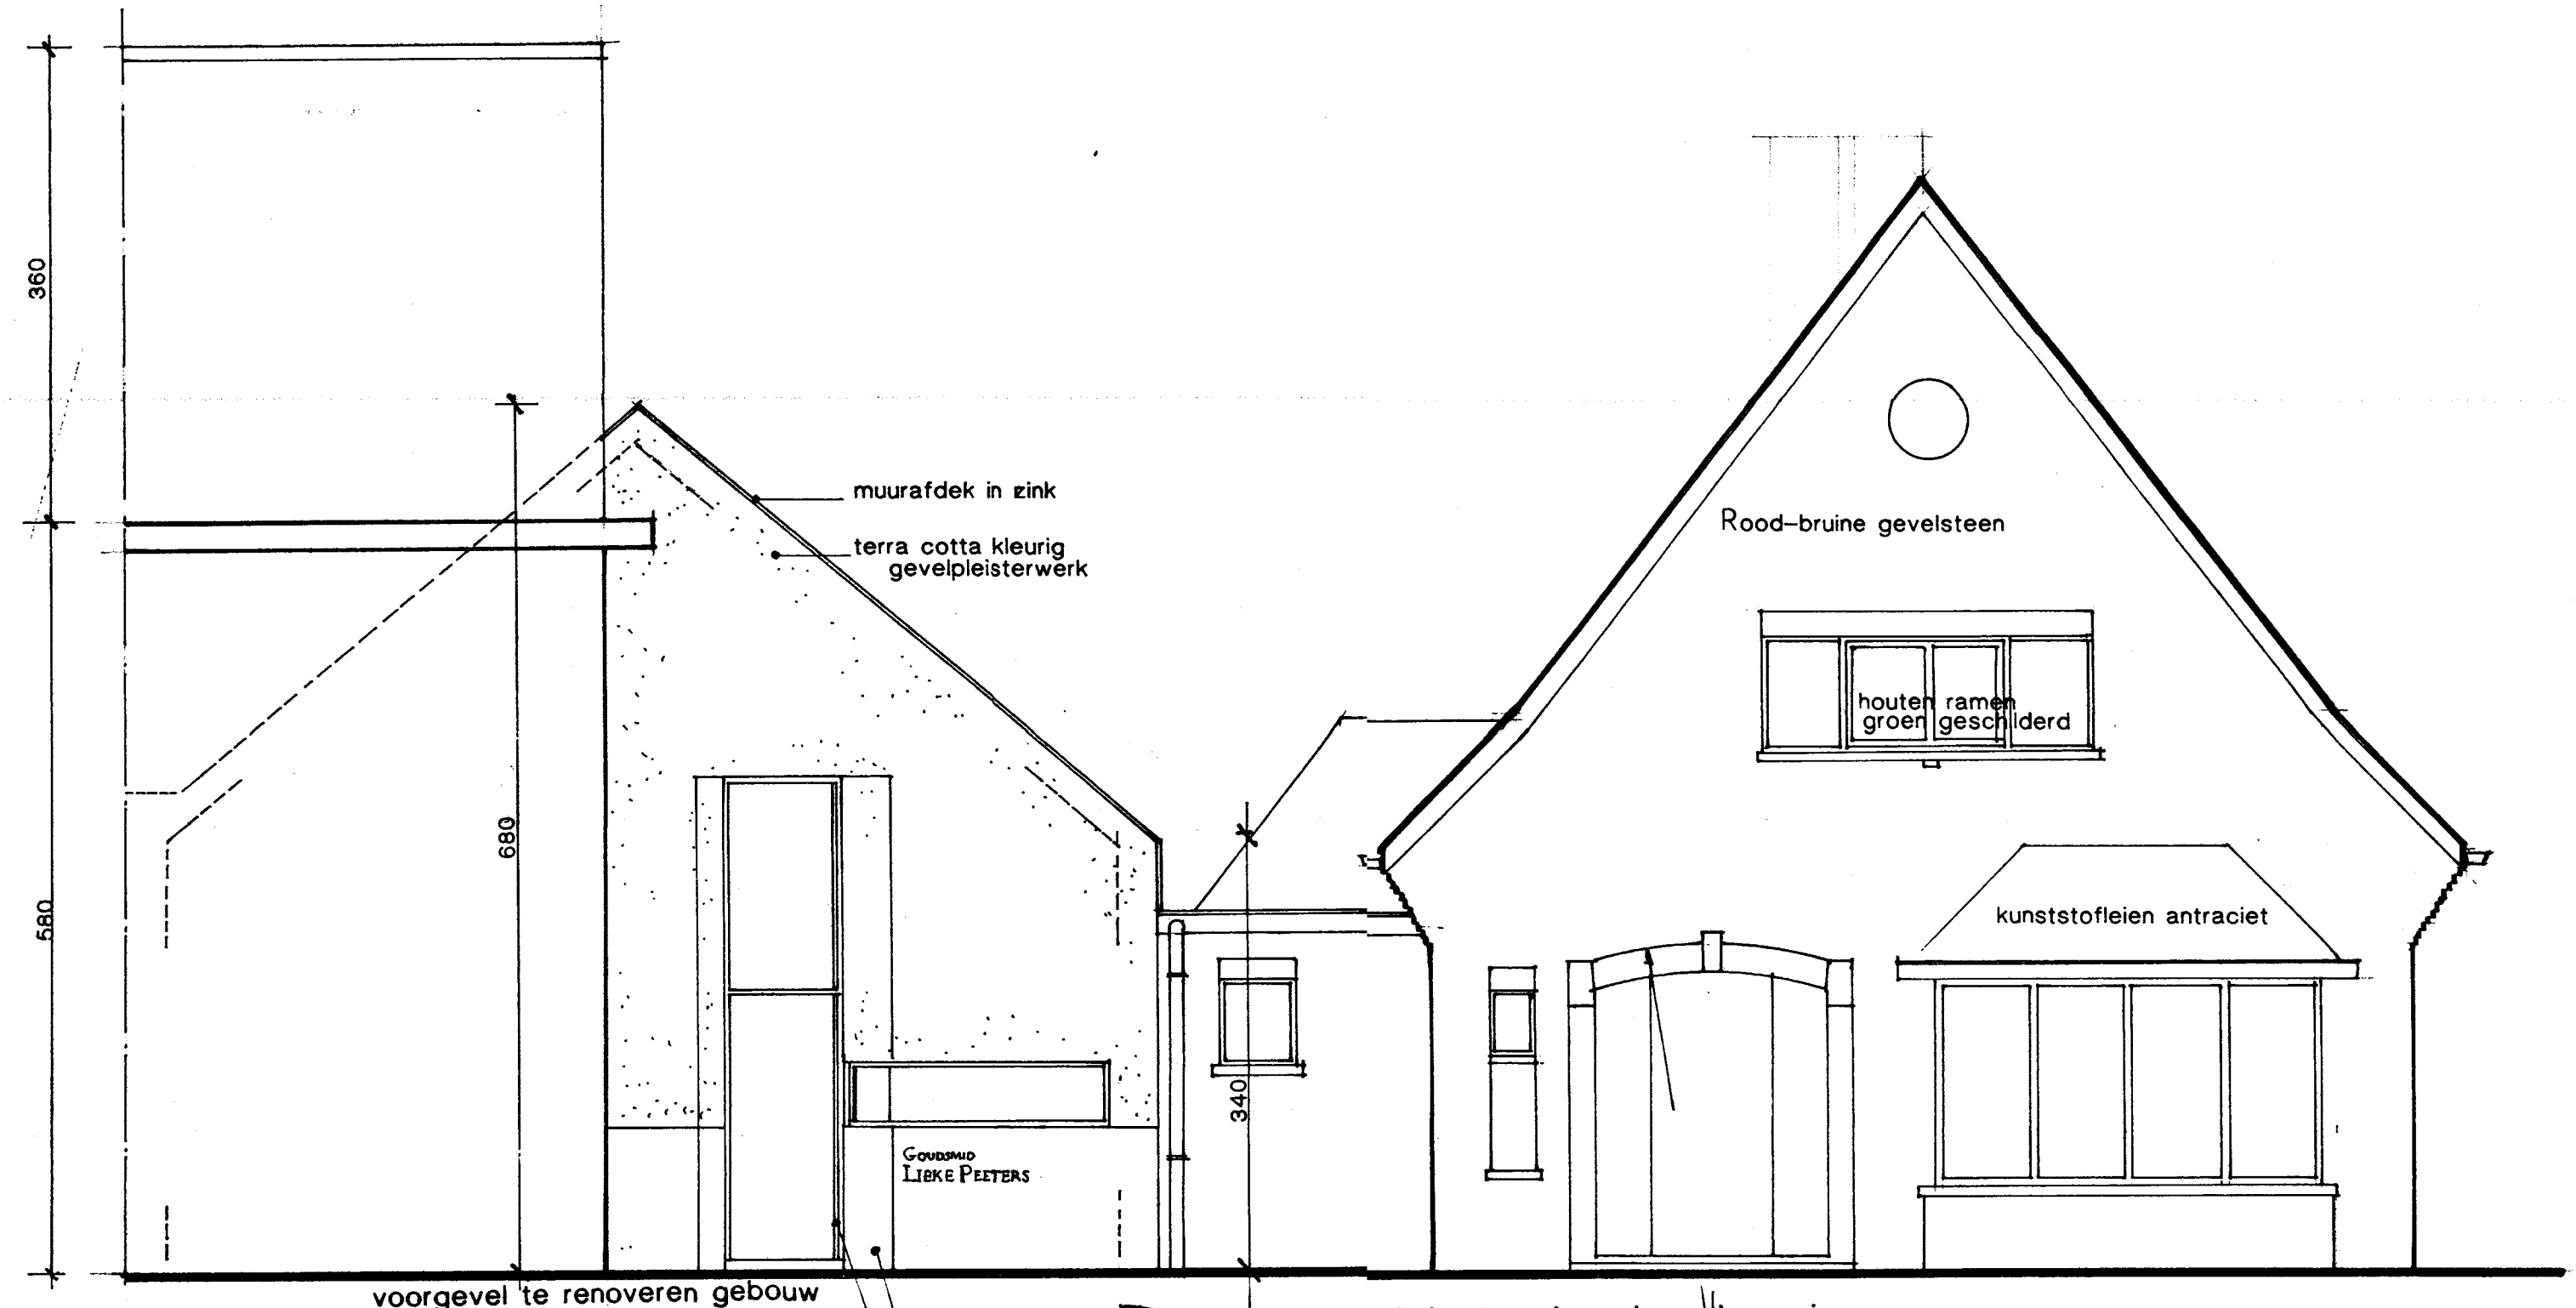 360
muurafdek in zink
terra cotta kleurig
gevelpleisterwerk
Rood-bruine gevelsteen
houten ramen
groen geschilderd
680
580
kunststofleien antraciet
340
GOUDSMID
LIEKE PEETERS
voorgevel te renoveren gebouw